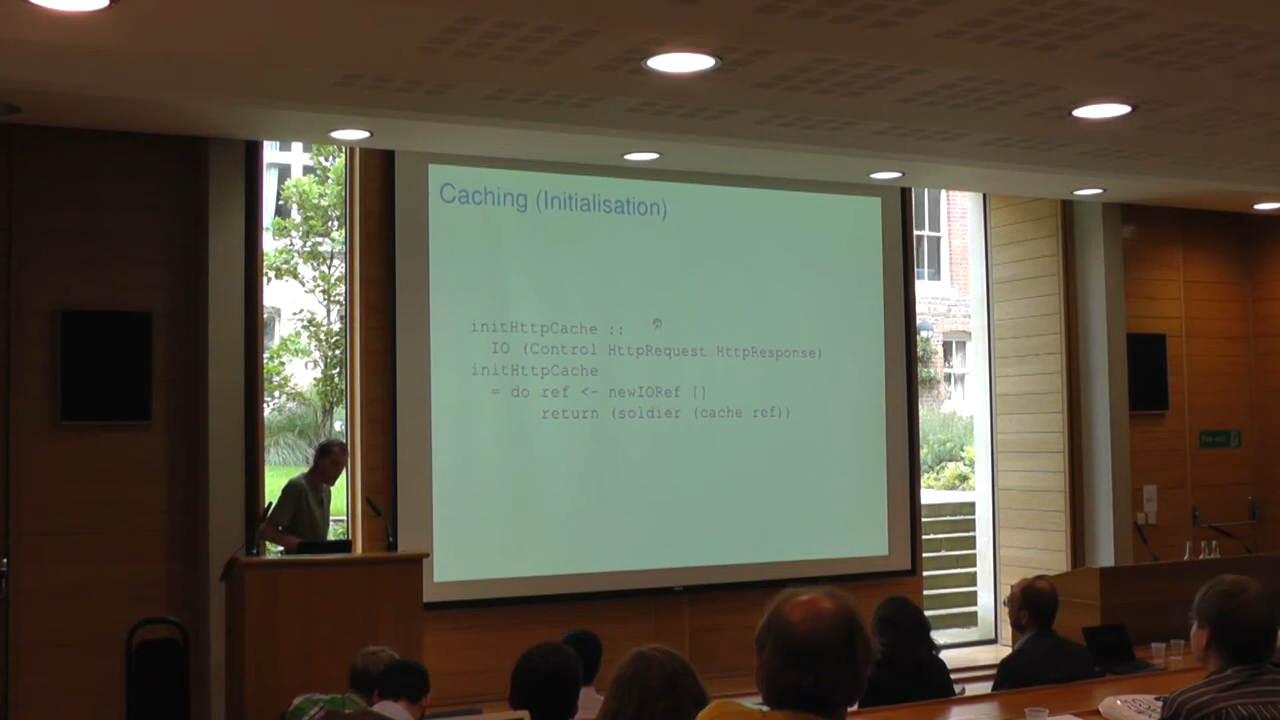 Caching (Initialisation)
initHttpCache ::
IO (Control HttpRequest HttpResponse)
initHttpCache
= do ref <- newIORef []
return (soldier (cache ref))